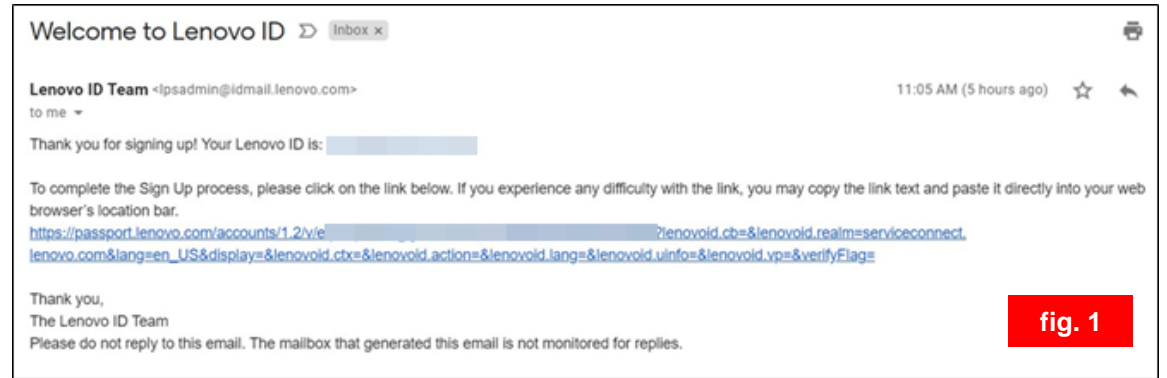 Welcome to Lenovo ID Inbox x
Lenovo ID Team <lpsadmin@idmail.lenovo.com> 11:05 AM (5 hours ago)
to me
Thank you for signing up! Your Lenovo ID is:
To complete the Sign Up process, please click on the link below. If you experience any difficulty with the link, you may copy the link text and paste it directly into your web
browser's location bar.
https://passport.lenovo.com/accounts/1.2/v/e ?lenovoid.cb=&lenovoid.realm=serviceconnect.
lenovo.com&lang=en_US&display=&lenovoid.ctx=&lenovoid.action=&lenovoid.lang=&lenovoid.uinfo=&lenovoid.vp=&verifyFlag=
Thank you,
The Lenovo ID Team
Please do not reply to this email. The mailbox that generated this email is not monitored for replies.
fig. 1